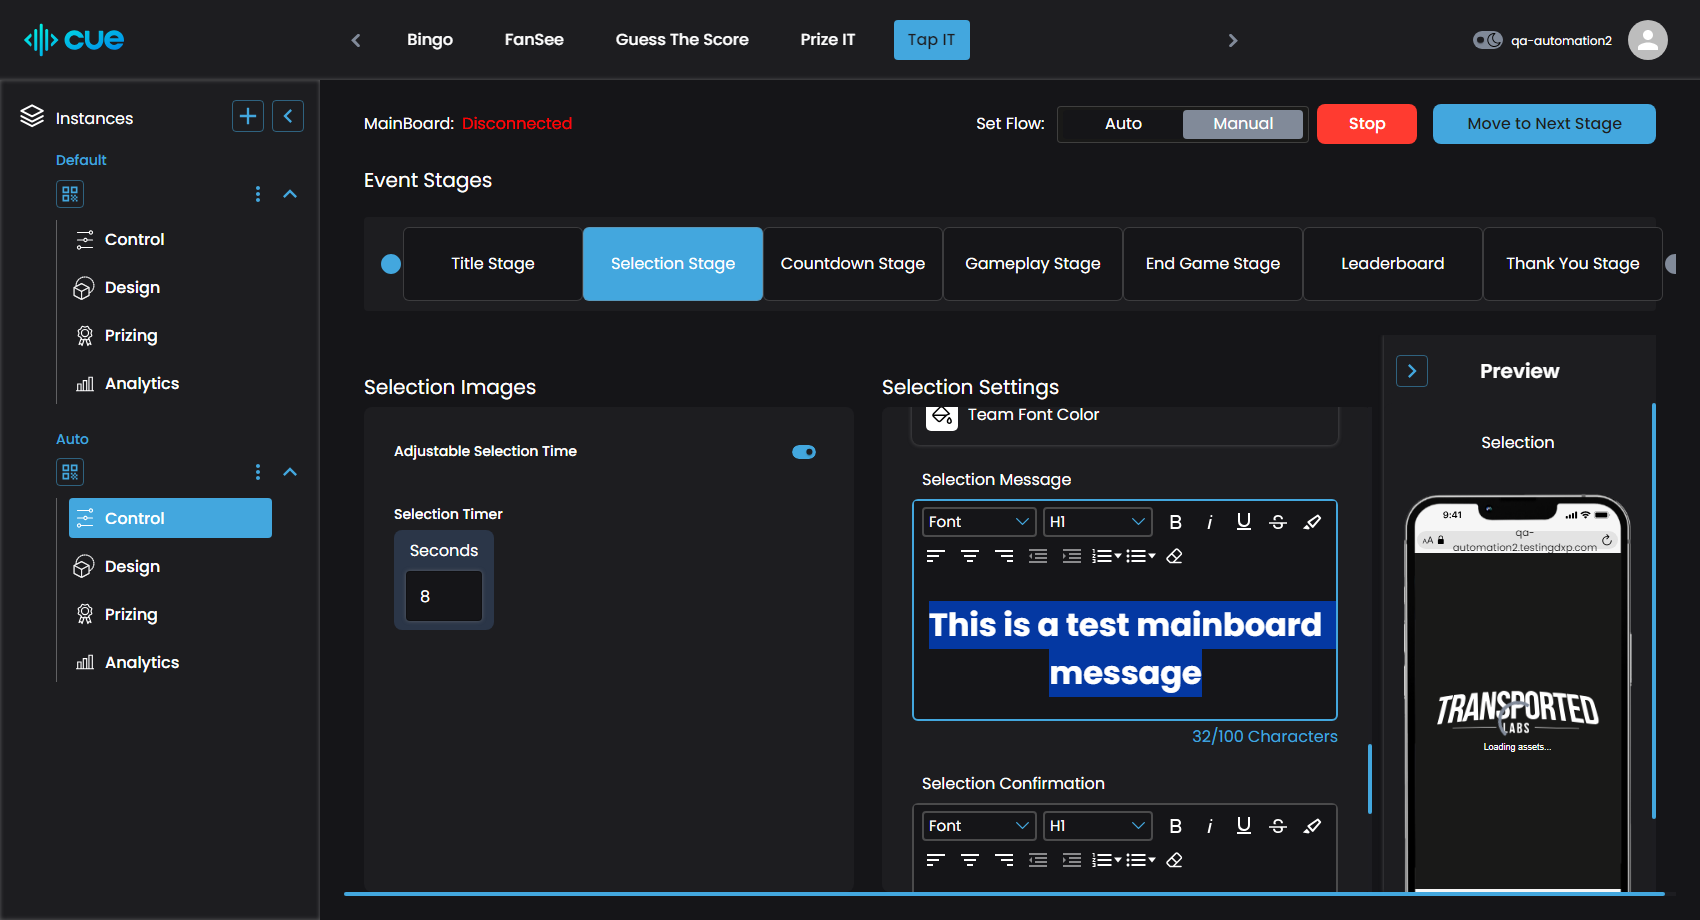 cue
Bingo
FanSee
Guess The Score
Prize IT
Tap IT
qa-automation2
Instances
Default
Control
Design
Prizing
Analytics
Auto
Control
Design
Prizing
Analytics
MainBoard: Disconnected
Set Flow:
Auto
Manual
Stop
Move to Next Stage
Event Stages
Title Stage
Selection Stage
Countdown Stage
Gameplay Stage
End Game Stage
Leaderboard
Thank You Stage
Selection Images
Adjustable Selection Time
Selection Timer
Seconds
8
Selection Settings
Team Font Color
Selection Message
Font
H1
B
i
U
S
This is a test mainboard
message
32/100 Characters
Selection Confirmation
Font
H1
B
i
U
S
Preview
Selection
9:41
AA
qa-
automation2.testingdxp.com
TRANSPORTED
LABS
Loading assets...